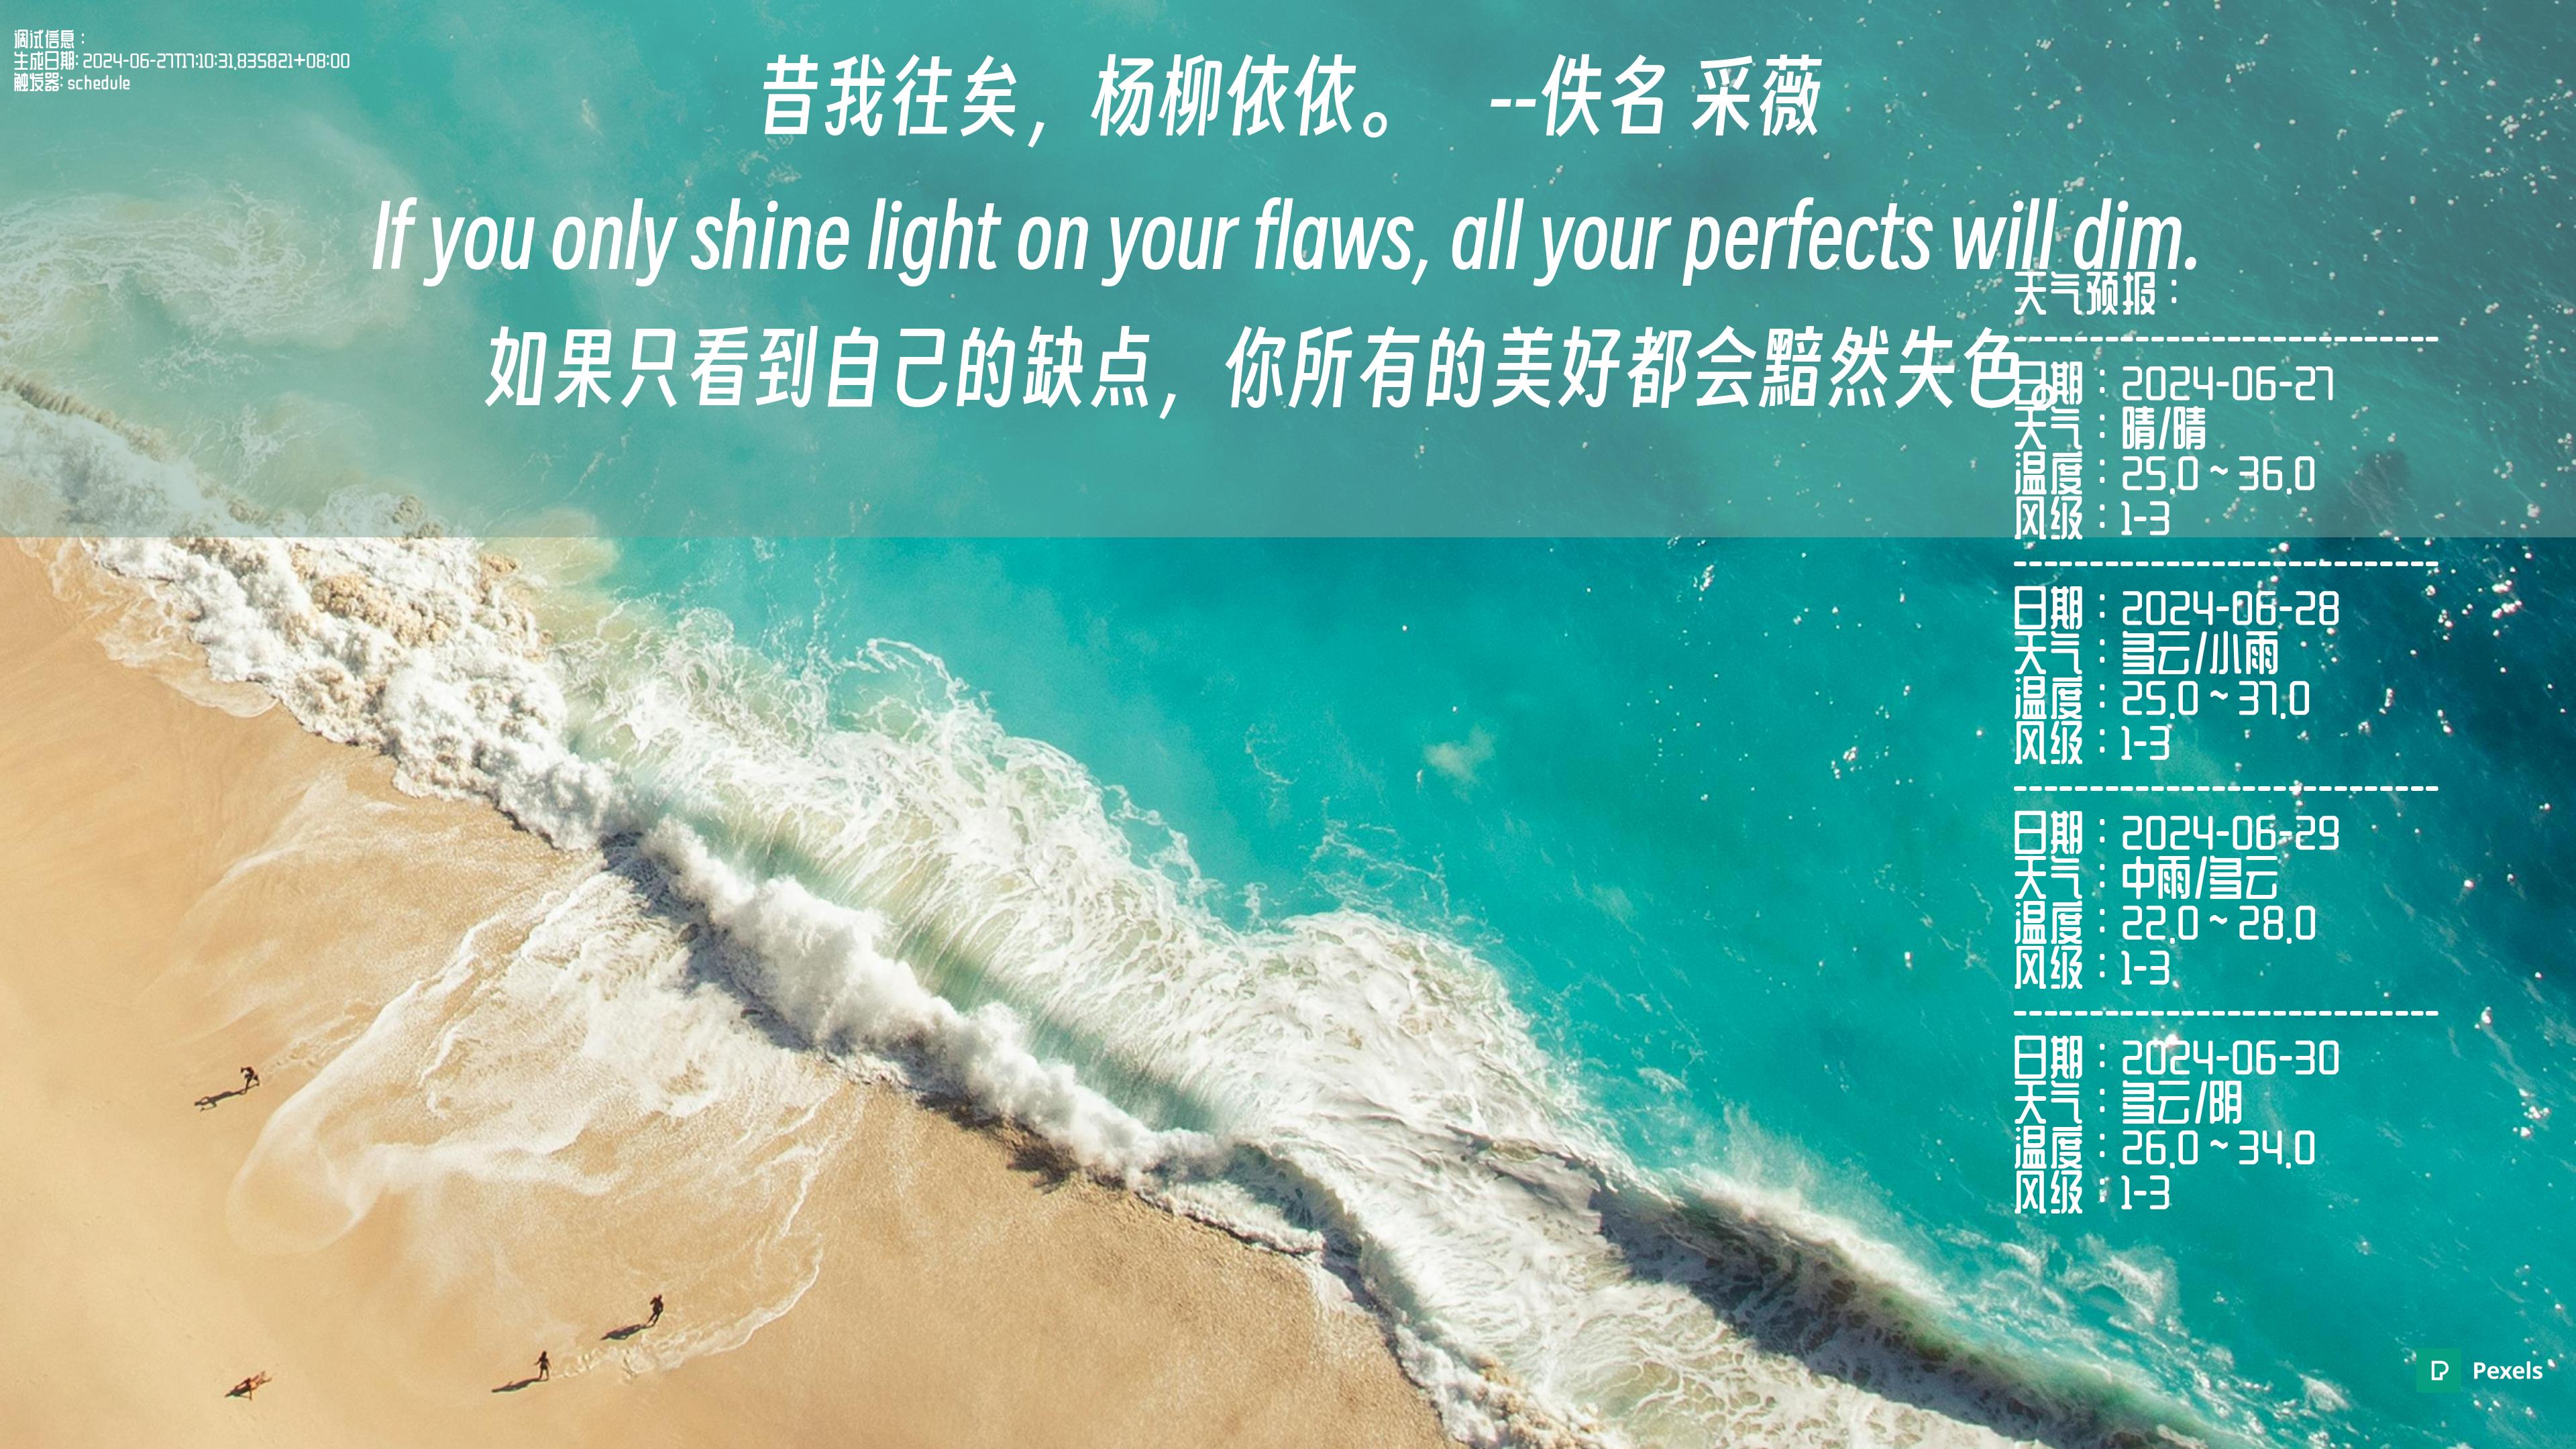 调试信息：
生成日期: 2024-06-27T17:10:31.835821+08:00
触发器: schedule
昔我往矣，杨柳依依。 --佚名 采薇
If you only shine light on your flaws, all your perfects will dim.
如果只看到自己的缺点，你所有的美好都会黯然失色。
天气预报：
----------------------------
日期：2024-06-27
天气：晴/晴
温度：25.0 ~ 36.0
风级：1-3
----------------------------
日期：2024-06-28
天气：多云/小雨
温度：25.0 ~ 37.0
风级：1-3
----------------------------
日期：2024-06-29
天气：中雨/多云
温度：22.0 ~ 28.0
风级：1-3
----------------------------
日期：2024-06-30
天气：多云/阴
温度：26.0 ~ 34.0
风级：1-3
Pexels